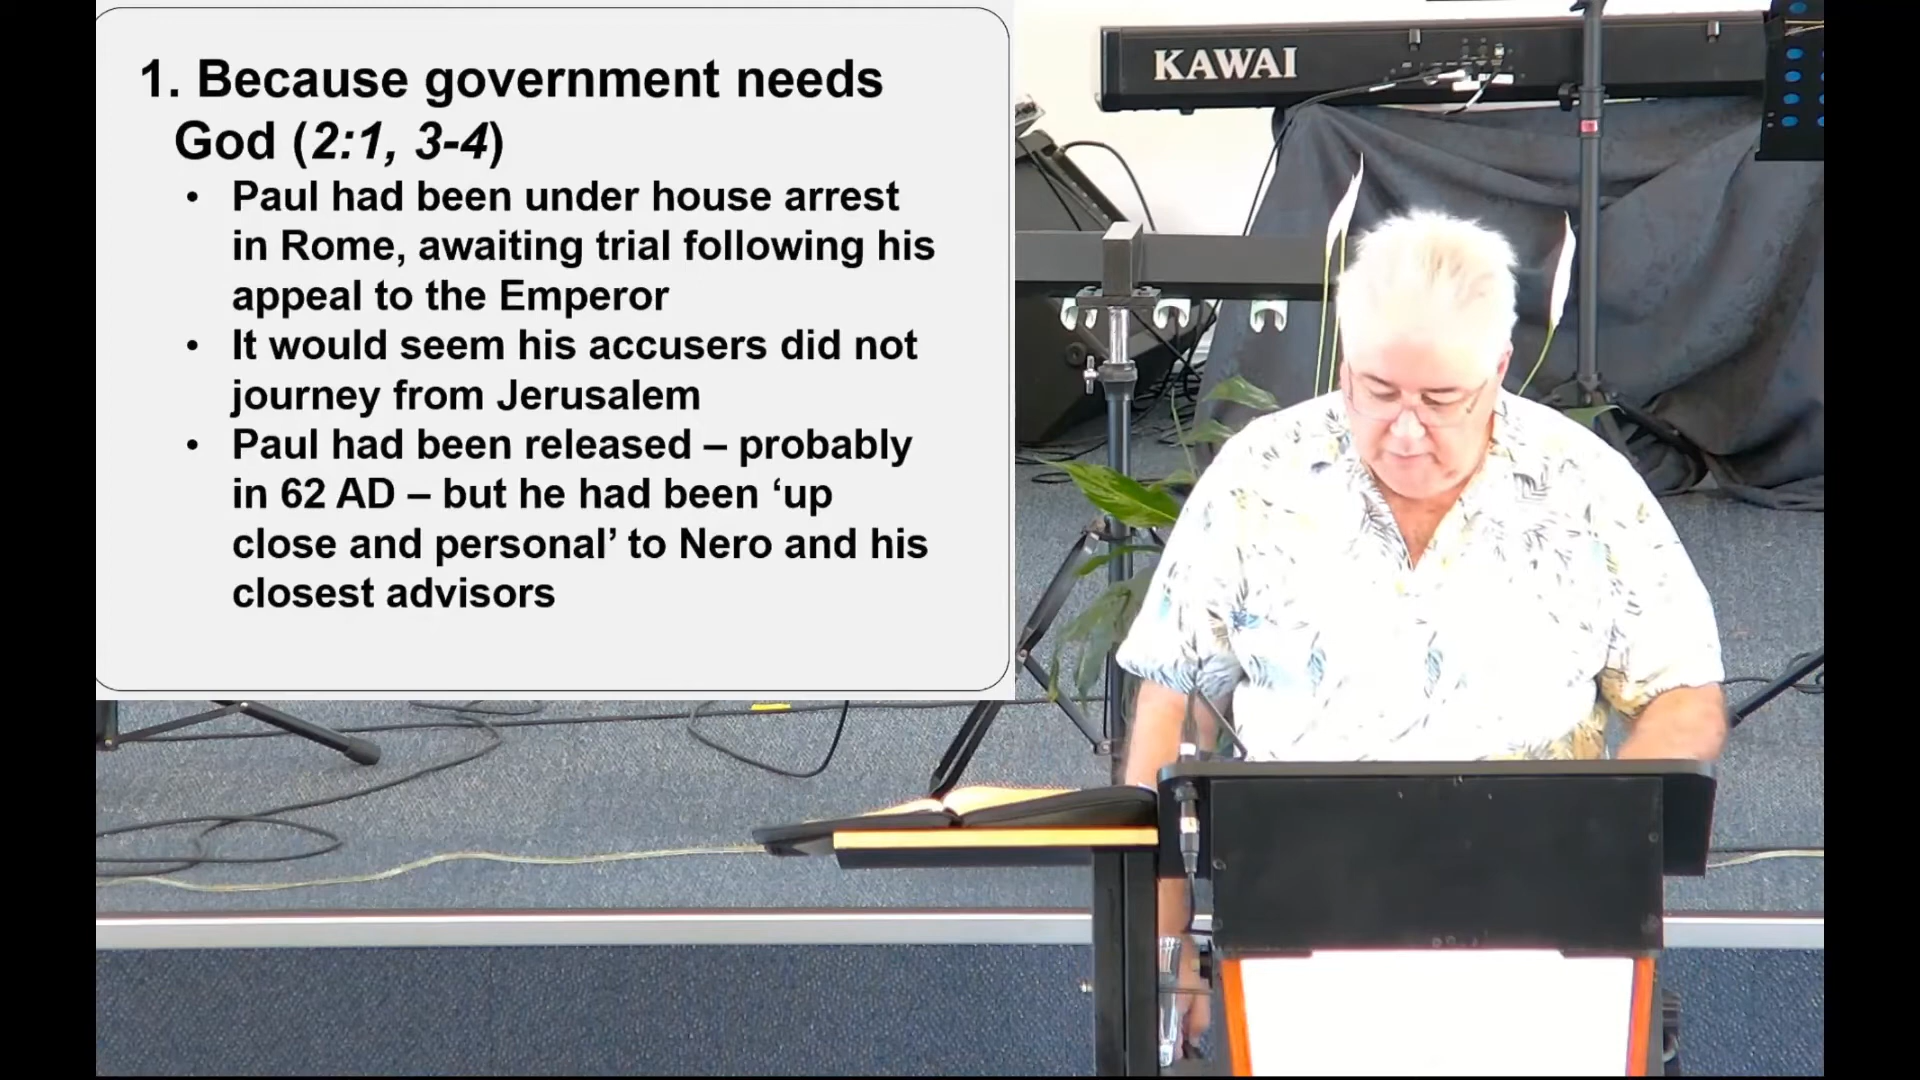 1. Because government needs
God (2:1, 3-4)
• Paul had been under house arrest
in Rome, awaiting trial following his
appeal to the Emperor
• It would seem his accusers did not
journey from Jerusalem
• Paul had been released – probably
in 62 AD – but he had been ‘up
close and personal’ to Nero and his
closest advisors
KAWAI